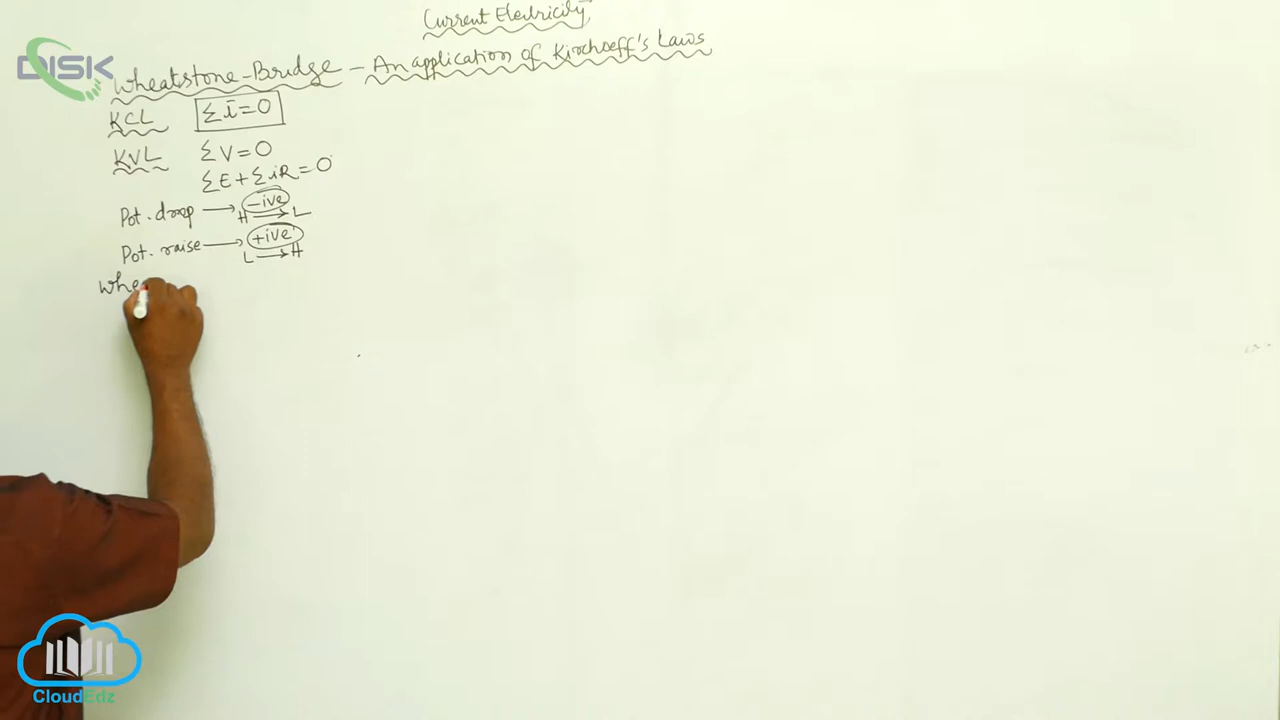 Current Electricity
DISK
Wheatstone-Bridge - An application of Kirchoeff's Laws
KCL Σi=0
KVL ΣV=0
ΣE+ΣiR=0
Pot. drop → -ive
H → L
Pot. raise → +ive
L → H
Whe
CloudEdz